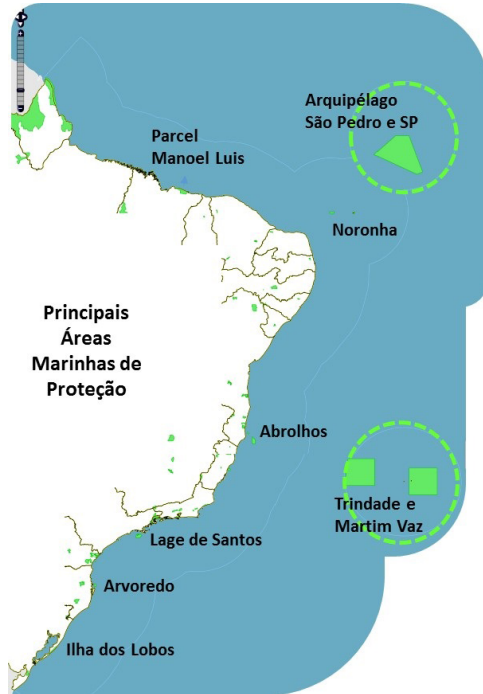 Arquipélago
São Pedro e SP
Parcel
Manoel Luis
Noronha
Principais
Áreas
Marinhas de
Proteção
Abrolhos
Trindade e
Martim Vaz
Lage de Santos
Arvoredo
Ilha dos Lobos